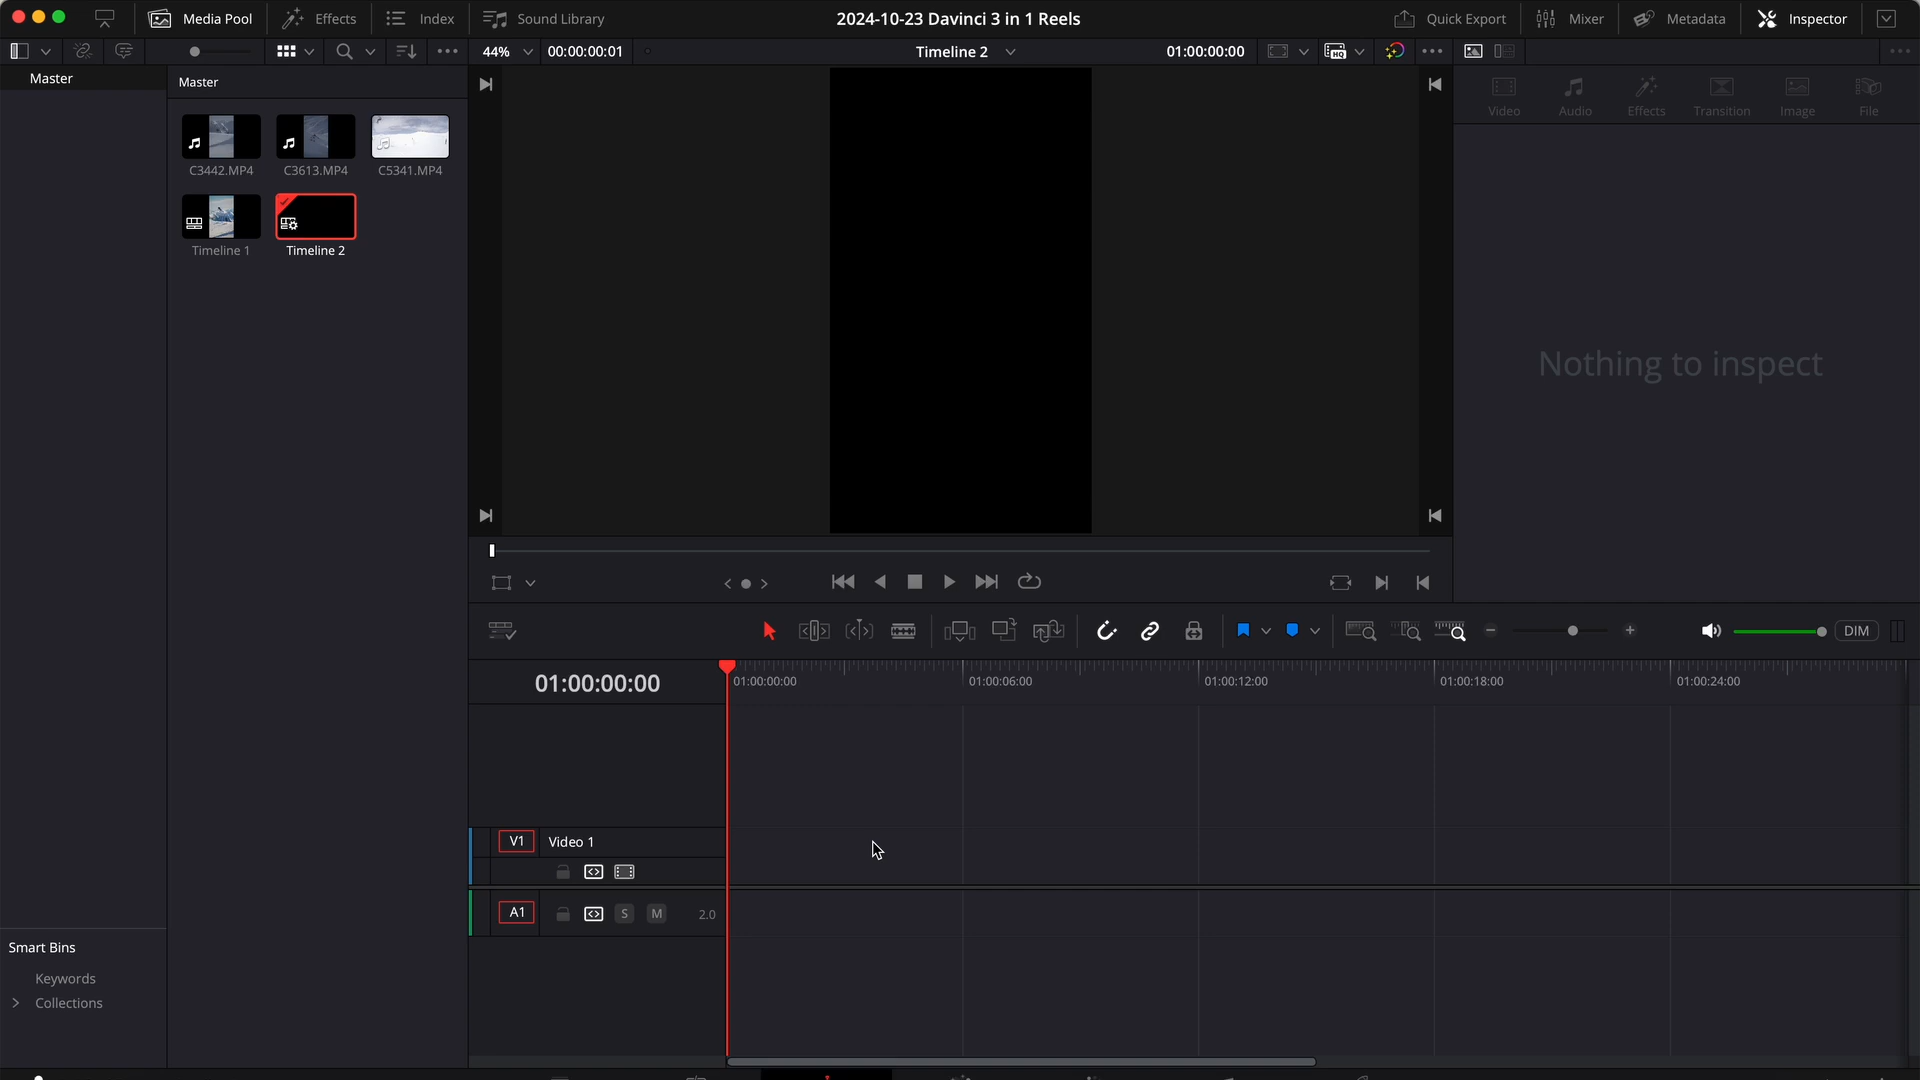 Media Pool
Effects
Index
Sound Library
2024-10-23 Davinci 3 in 1 Reels
Quick Export
Mixer
Metadata
Inspector
44%
00:00:00:01
Timeline 2
01:00:00:00
HQ
Master
Master
Video
Audio
Effects
Transition
Image
File
C3442.MP4
C3613.MP4
C5341.MP4
Timeline 1
Timeline 2
Nothing to inspect
DIM
01:00:00:00
01:00:00:00
01:00:06:00
01:00:12:00
01:00:18:00
01:00:24:00
V1
Video 1
A1
S
M
2.0
Smart Bins
Keywords
Collections